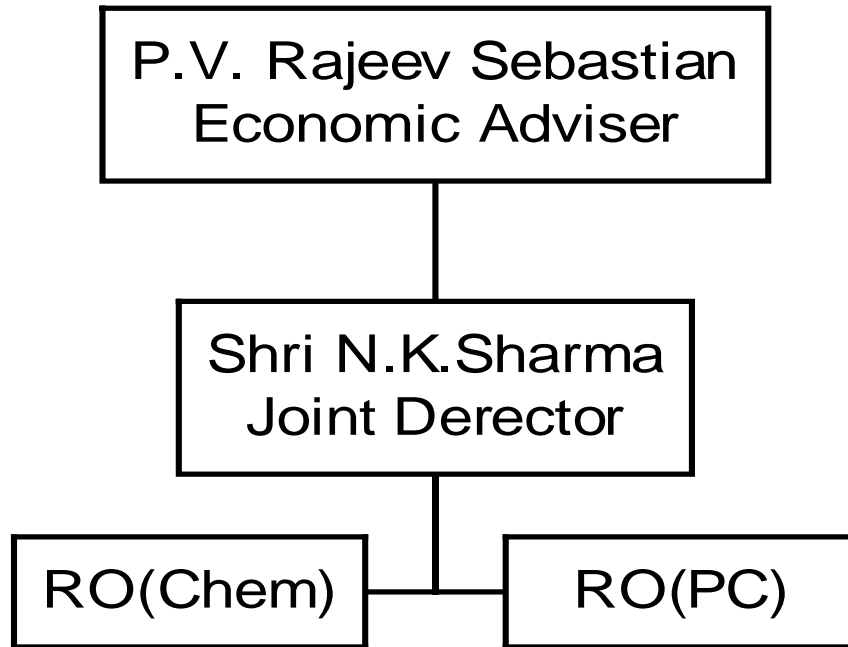 P.V. Rajeev Sebastian
Economic Adviser
Shri N.K.Sharma
Joint Derector
RO(Chem)
RO(PC)